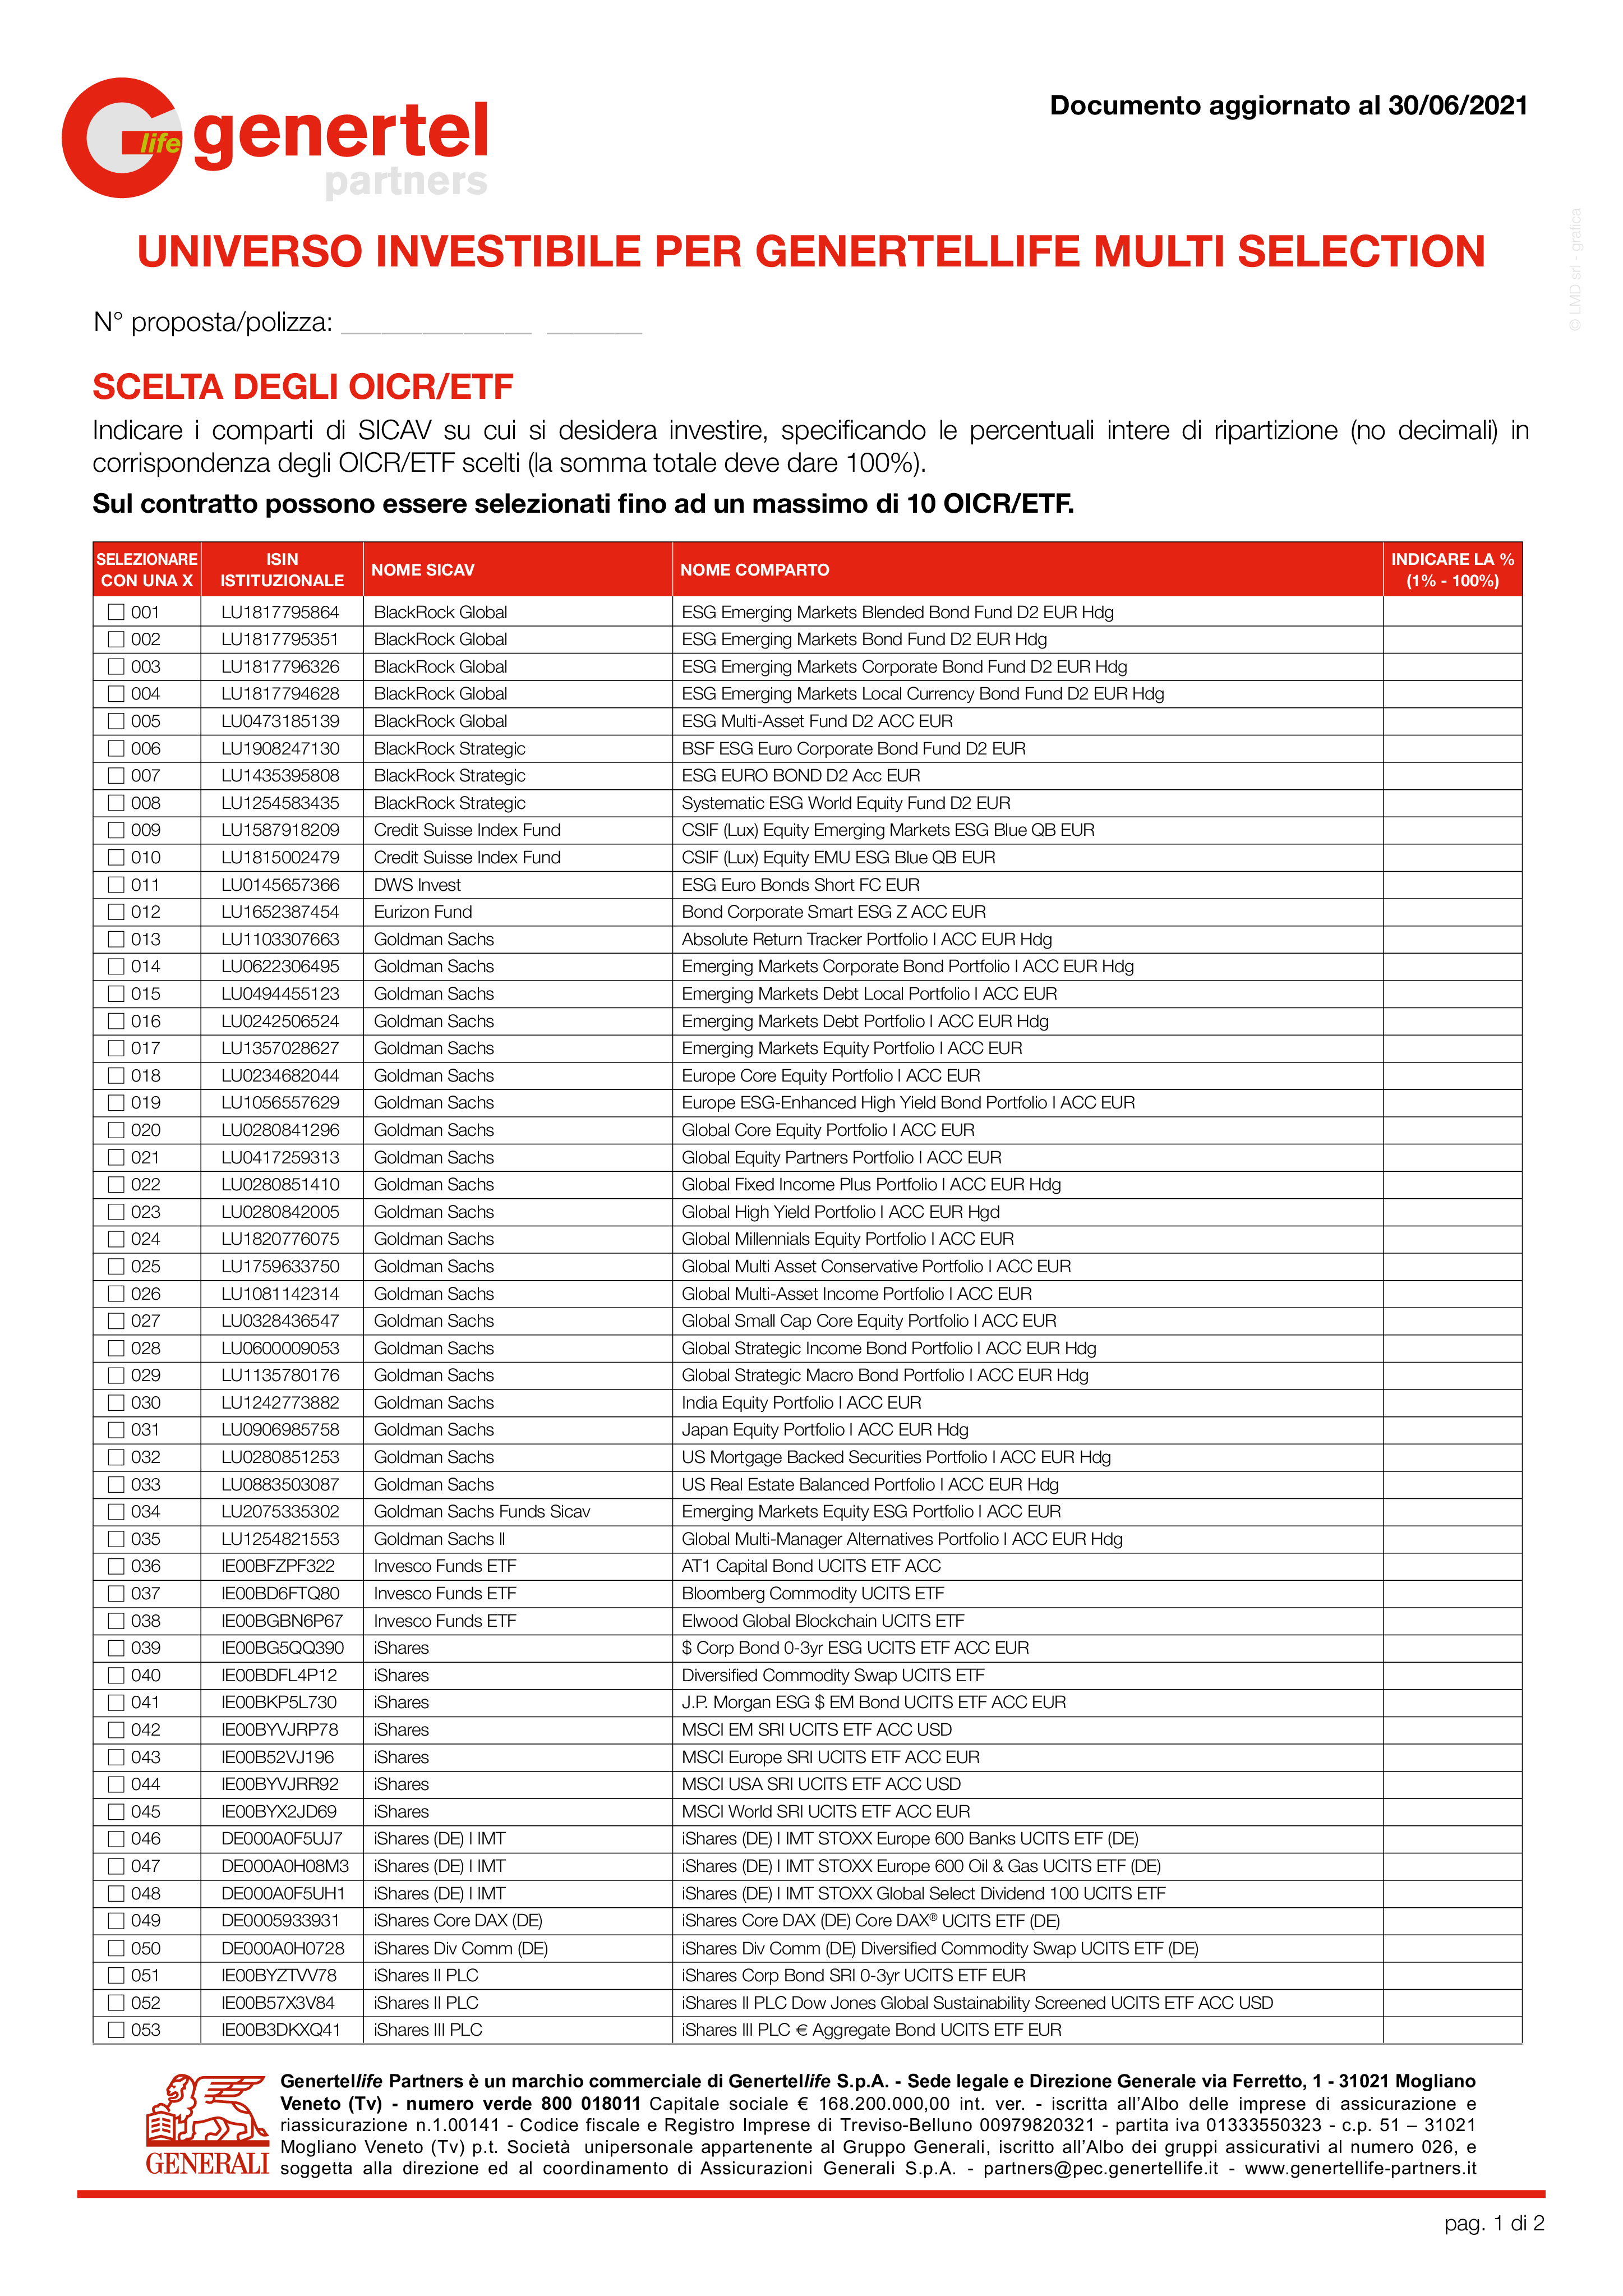 life genertel
partners
Documento aggiornato al 30/06/2021
© LMD srl - grafica
UNIVERSO INVESTIBILE PER GENERTELLIFE MULTI SELECTION
N° proposta/polizza: ______________ _______
SCELTA DEGLI OICR/ETF
Indicare i comparti di SICAV su cui si desidera investire, specificando le percentuali intere di ripartizione (no decimali) in
corrispondenza degli OICR/ETF scelti (la somma totale deve dare 100%).
Sul contratto possono essere selezionati fino ad un massimo di 10 OICR/ETF.
SELEZIONARE CON UNA X ISIN ISTITUZIONALE NOME SICAV NOME COMPARTO INDICARE LA % (1% - 100%)
001 LU1817795864 BlackRock Global ESG Emerging Markets Blended Bond Fund D2 EUR Hdg
002 LU1817795351 BlackRock Global ESG Emerging Markets Bond Fund D2 EUR Hdg
003 LU1817796326 BlackRock Global ESG Emerging Markets Corporate Bond Fund D2 EUR Hdg
004 LU1817794628 BlackRock Global ESG Emerging Markets Local Currency Bond Fund D2 EUR Hdg
005 LU0473185139 BlackRock Global ESG Multi-Asset Fund D2 ACC EUR
006 LU1908247130 BlackRock Strategic BSF ESG Euro Corporate Bond Fund D2 EUR
007 LU1435395808 BlackRock Strategic ESG EURO BOND D2 Acc EUR
008 LU1254583435 BlackRock Strategic Systematic ESG World Equity Fund D2 EUR
009 LU1587918209 Credit Suisse Index Fund CSIF (Lux) Equity Emerging Markets ESG Blue QB EUR
010 LU1815002479 Credit Suisse Index Fund CSIF (Lux) Equity EMU ESG Blue QB EUR
011 LU0145657366 DWS Invest ESG Euro Bonds Short FC EUR
012 LU1652387454 Eurizon Fund Bond Corporate Smart ESG Z ACC EUR
013 LU1103307663 Goldman Sachs Absolute Return Tracker Portfolio I ACC EUR Hdg
014 LU0622306495 Goldman Sachs Emerging Markets Corporate Bond Portfolio I ACC EUR Hdg
015 LU0494455123 Goldman Sachs Emerging Markets Debt Local Portfolio I ACC EUR
016 LU0242506524 Goldman Sachs Emerging Markets Debt Portfolio I ACC EUR Hdg
017 LU1357028627 Goldman Sachs Emerging Markets Equity Portfolio I ACC EUR
018 LU0234682044 Goldman Sachs Europe Core Equity Portfolio I ACC EUR
019 LU1056557629 Goldman Sachs Europe ESG-Enhanced High Yield Bond Portfolio I ACC EUR
020 LU0280841296 Goldman Sachs Global Core Equity Portfolio I ACC EUR
021 LU0417259313 Goldman Sachs Global Equity Partners Portfolio I ACC EUR
022 LU0280851410 Goldman Sachs Global Fixed Income Plus Portfolio I ACC EUR Hdg
023 LU0280842005 Goldman Sachs Global High Yield Portfolio I ACC EUR Hgd
024 LU1820776075 Goldman Sachs Global Millennials Equity Portfolio I ACC EUR
025 LU1759633750 Goldman Sachs Global Multi Asset Conservative Portfolio I ACC EUR
026 LU1081142314 Goldman Sachs Global Multi-Asset Income Portfolio I ACC EUR
027 LU0328436547 Goldman Sachs Global Small Cap Core Equity Portfolio I ACC EUR
028 LU0600009053 Goldman Sachs Global Strategic Income Bond Portfolio I ACC EUR Hdg
029 LU1135780176 Goldman Sachs Global Strategic Macro Bond Portfolio I ACC EUR Hdg
030 LU1242773882 Goldman Sachs India Equity Portfolio I ACC EUR
031 LU0906985758 Goldman Sachs Japan Equity Portfolio I ACC EUR Hdg
032 LU0280851253 Goldman Sachs US Mortgage Backed Securities Portfolio I ACC EUR Hdg
033 LU0883503087 Goldman Sachs US Real Estate Balanced Portfolio I ACC EUR Hdg
034 LU2075335302 Goldman Sachs Funds Sicav Emerging Markets Equity ESG Portfolio I ACC EUR
035 LU1254821553 Goldman Sachs II Global Multi-Manager Alternatives Portfolio I ACC EUR Hdg
036 IE00BFZPF322 Invesco Funds ETF AT1 Capital Bond UCITS ETF ACC
037 IE00BD6FTQ80 Invesco Funds ETF Bloomberg Commodity UCITS ETF
038 IE00BGBN6P67 Invesco Funds ETF Elwood Global Blockchain UCITS ETF
039 IE00BG5QQ390 iShares $ Corp Bond 0-3yr ESG UCITS ETF ACC EUR
040 IE00BDFL4P12 iShares Diversified Commodity Swap UCITS ETF
041 IE00BKP5L730 iShares J.P. Morgan ESG $ EM Bond UCITS ETF ACC EUR
042 IE00BYVJRP78 iShares MSCI EM SRI UCITS ETF ACC USD
043 IE00B52VJ196 iShares MSCI Europe SRI UCITS ETF ACC EUR
044 IE00BYVJRR92 iShares MSCI USA SRI UCITS ETF ACC USD
045 IE00BYX2JD69 iShares MSCI World SRI UCITS ETF ACC EUR
046 DE000A0F5UJ7 iShares (DE) I IMT iShares (DE) I IMT STOXX Europe 600 Banks UCITS ETF (DE)
047 DE000A0H08M3 iShares (DE) I IMT iShares (DE) I IMT STOXX Europe 600 Oil & Gas UCITS ETF (DE)
048 DE000A0F5UH1 iShares (DE) I IMT iShares (DE) I IMT STOXX Global Select Dividend 100 UCITS ETF
049 DE0005933931 iShares Core DAX (DE) iShares Core DAX (DE) Core DAX® UCITS ETF (DE)
050 DE000A0H0728 iShares Div Comm (DE) iShares Div Comm (DE) Diversified Commodity Swap UCITS ETF (DE)
051 IE00BYZTVV78 iShares II PLC iShares Corp Bond SRI 0-3yr UCITS ETF EUR
052 IE00B57X3V84 iShares II PLC iShares II PLC Dow Jones Global Sustainability Screened UCITS ETF ACC USD
053 IE00B3DKXQ41 iShares III PLC iShares III PLC € Aggregate Bond UCITS ETF EUR
GENERALI
Genertellife Partners è un marchio commerciale di Genertellife S.p.A. - Sede legale e Direzione Generale via Ferretto, 1 - 31021 Mogliano
Veneto (Tv) - numero verde 800 018011 Capitale sociale € 168.200.000,00 int. ver. - iscritta all’Albo delle imprese di assicurazione e
riassicurazione n.1.00141 - Codice fiscale e Registro Imprese di Treviso-Belluno 00979820321 - partita iva 01333550323 - c.p. 51 – 31021
Mogliano Veneto (Tv) p.t. Società unipersonale appartenente al Gruppo Generali, iscritto all’Albo dei gruppi assicurativi al numero 026, e
soggetta alla direzione ed al coordinamento di Assicurazioni Generali S.p.A. - partners@pec.genertellife.it - www.genertellife-partners.it
pag. 1 di 2